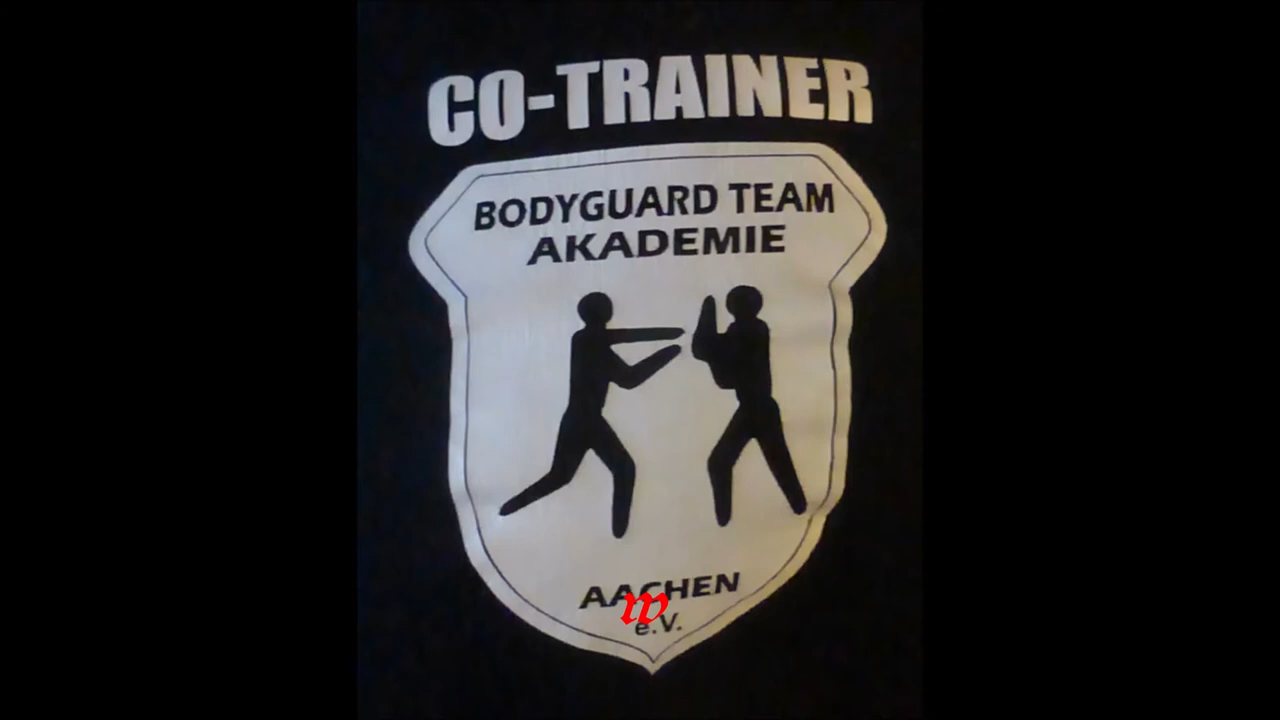 CO-TRAINER
BODYGUARD TEAM
AKADEMIE
AACHEN
w
e.V.